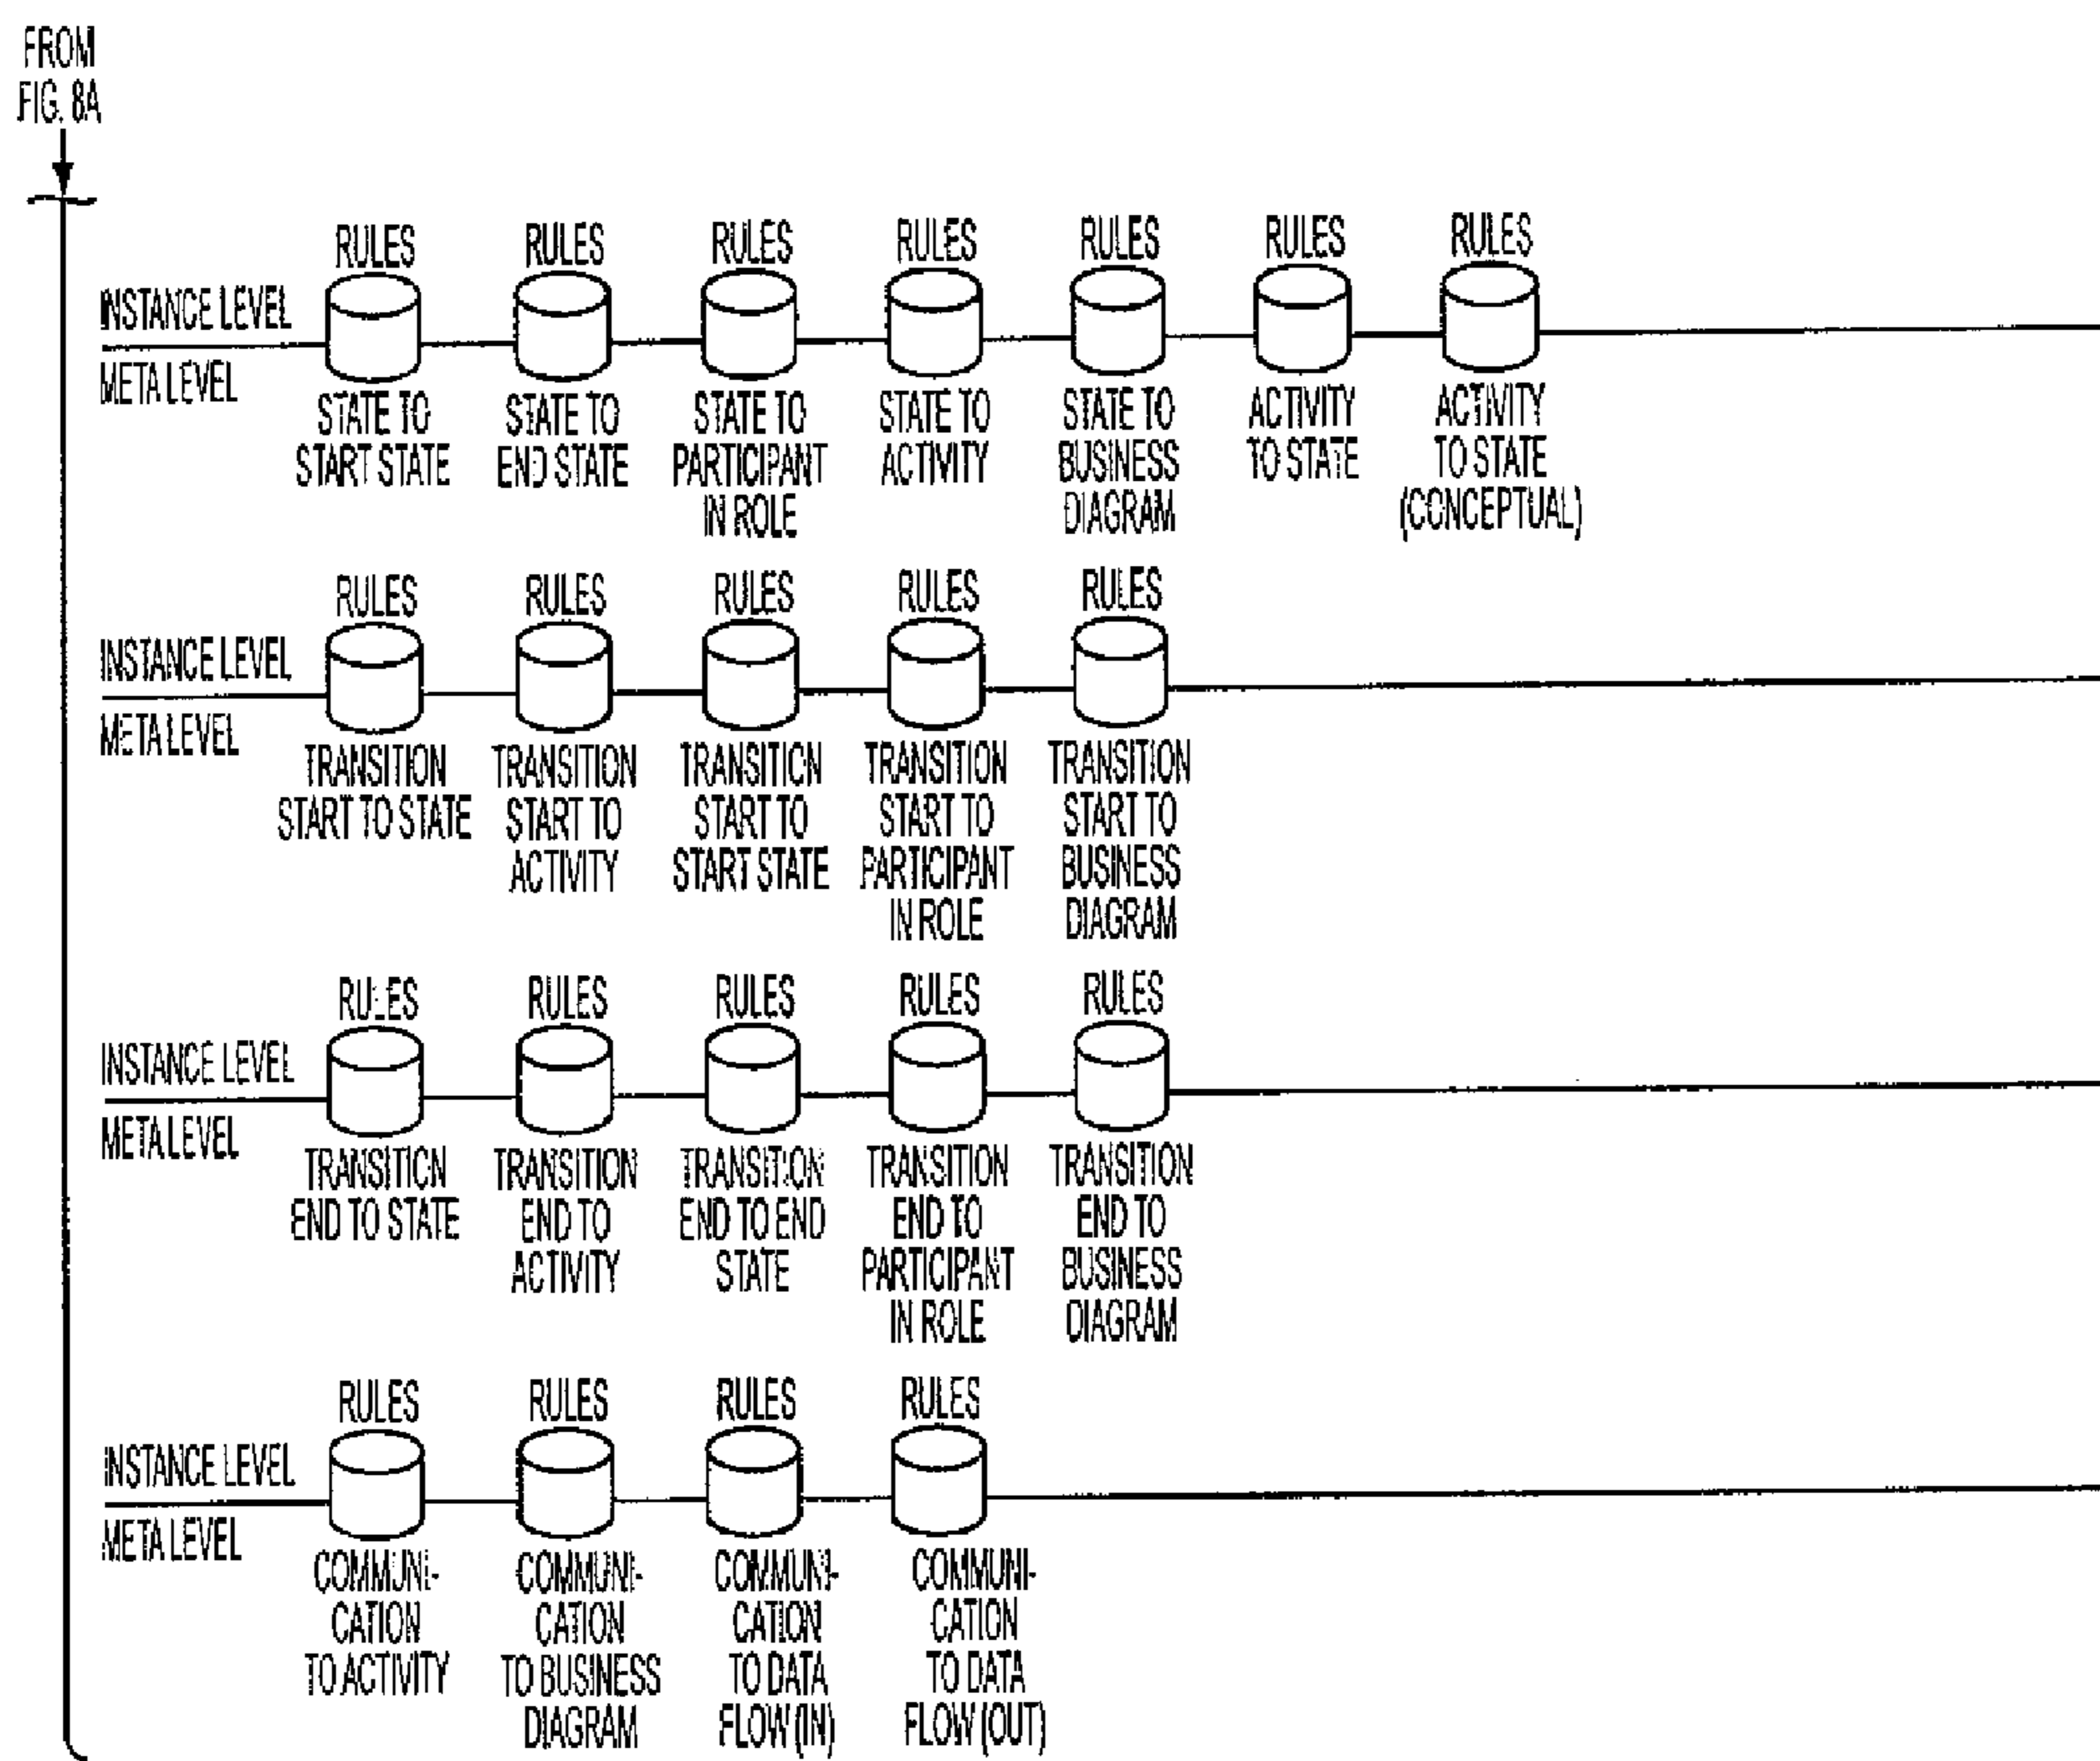 FROM
FIG. 8A
RULES RULES RULES RULES RULES RULES RULES
INSTANCE LEVEL
META LEVEL
STATE TO STATE TO STATE TO STATE TO STATE TO ACTIVITY ACTIVITY
START STATE END STATE PARTICIPANT ACTIVITY BUSINESS TO STATE TO STATE
IN ROLE DIAGRAM (CONCEPTUAL)
RULES RULES RULES RULES RULES
INSTANCE LEVEL
META LEVEL
TRANSITION TRANSITION TRANSITION TRANSITION TRANSITION
START TO STATE START TO START TO START TO START TO
ACTIVITY START STATE PARTICIPANT BUSINESS
IN ROLE DIAGRAM
RULES RULES RULES RULES RULES
INSTANCE LEVEL
META LEVEL
TRANSITION TRANSITION TRANSITION TRANSITION TRANSITION
END TO STATE END TO END TO END END TO END TO
ACTIVITY STATE PARTICIPANT BUSINESS
IN ROLE DIAGRAM
RULES RULES RULES RULES
INSTANCE LEVEL
META LEVEL
COMMUNI- COMMUNI- COMMUNI- COMMUNI-
CATION CATION CATION CATION
TO ACTIVITY TO BUSINESS TO DATA TO DATA
DIAGRAM FLOW (IN) FLOW (OUT)